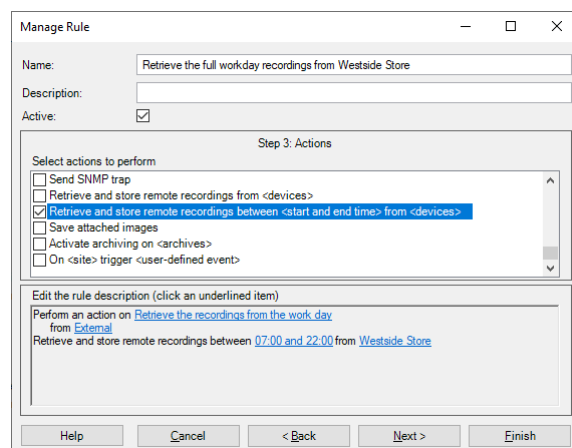 Manage Rule
Name: Retrieve the full workday recordings from Westside Store
Description:
Active:
Step 3: Actions
Select actions to perform
Send SNMP trap
Retrieve and store remote recordings from <devices>
Retrieve and store remote recordings between <start and end time> from <devices>
Save attached images
Activate archiving on <archives>
On <site> trigger <user-defined event>
Edit the rule description (click an underlined item)
Perform an action on Retrieve the recordings from the work day
from External
Retrieve and store remote recordings between 07:00 and 22:00 from Westside Store
Help Cancel < Back Next > Finish